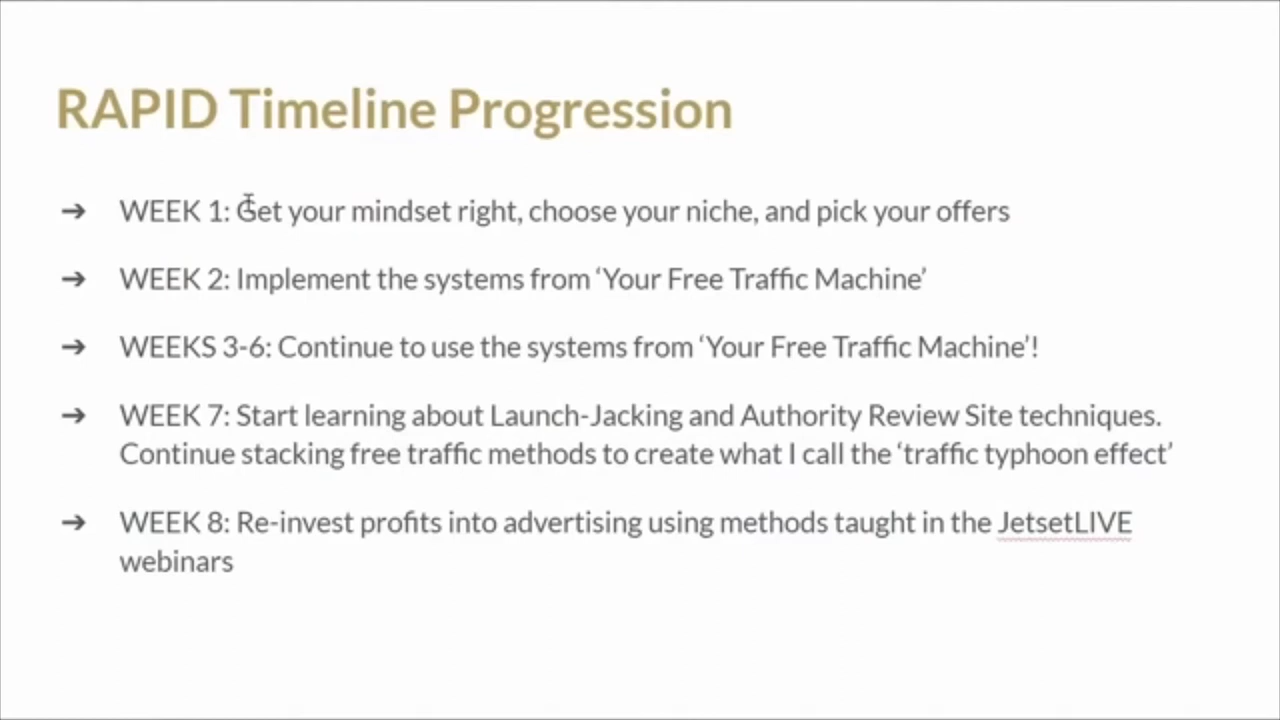 RAPID Timeline Progression
➔ WEEK 1: Get your mindset right, choose your niche, and pick your offers
➔ WEEK 2: Implement the systems from ‘Your Free Traffic Machine’
➔ WEEKS 3-6: Continue to use the systems from ‘Your Free Traffic Machine’!
➔ WEEK 7: Start learning about Launch-Jacking and Authority Review Site techniques.
Continue stacking free traffic methods to create what I call the ‘traffic typhoon effect’
➔ WEEK 8: Re-invest profits into advertising using methods taught in the JetsetLIVE
webinars